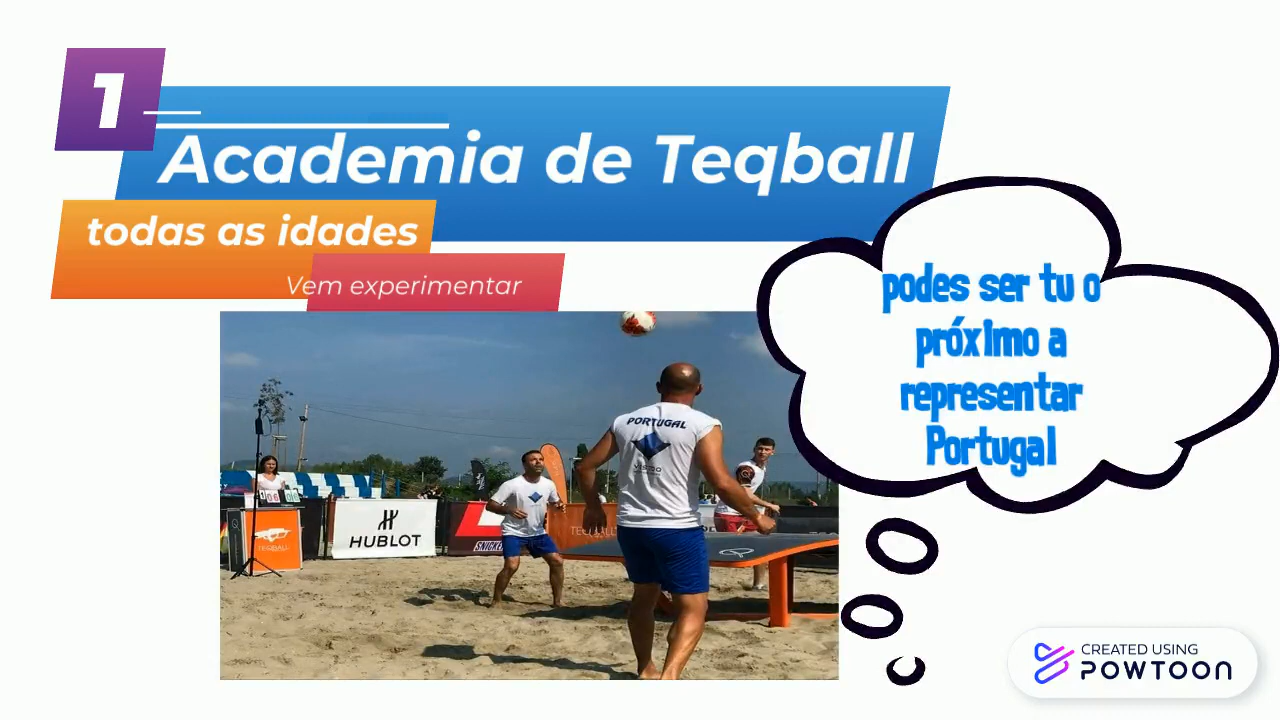 1
Academia de Teqball
todas as idades
Vem experimentar
podes ser tu o
próximo a
representar
Portugal
PORTUGAL
HUBLOT
TEQBALL
SNICKERS
CREATED USING
POWTOON